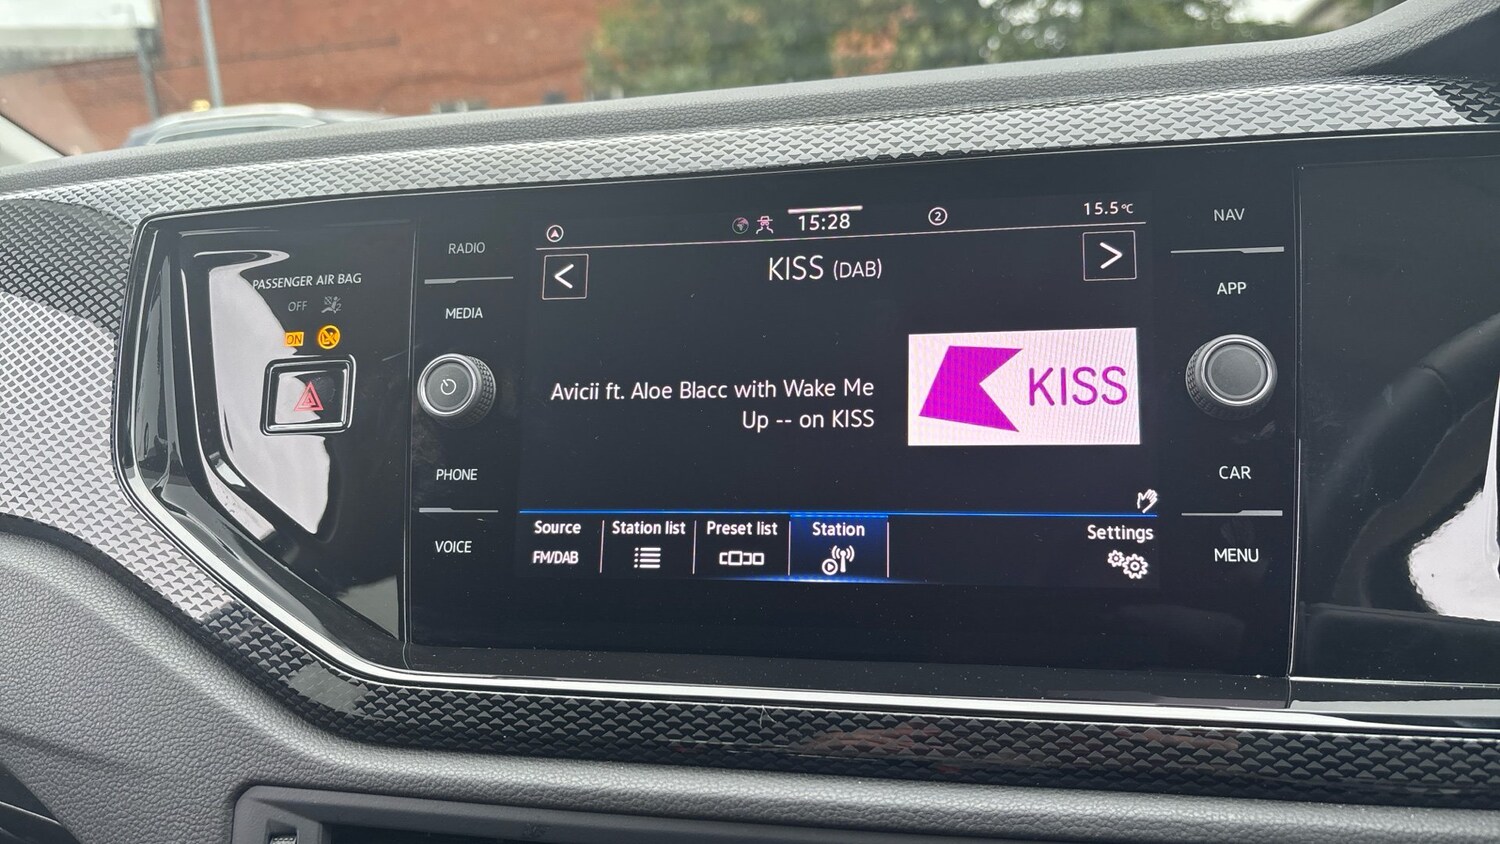 PASSENGER AIR BAG
OFF
ON
RADIO
MEDIA
PHONE
VOICE
15:28
2
15.5°C
<
KISS (DAB)
>
Avicii ft. Aloe Blacc with Wake Me
Up -- on KISS
KISS
Source
FM/DAB
Station list
Preset list
Station
Settings
NAV
APP
CAR
MENU